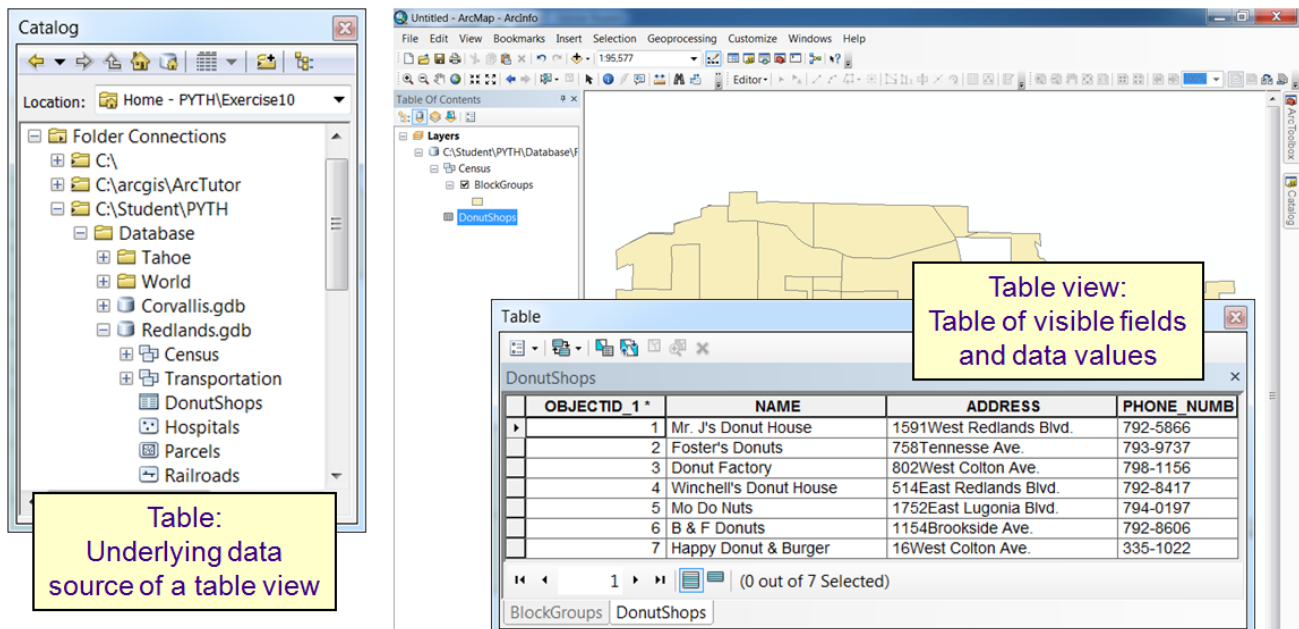 Catalog
Location: Home - PYTH\Exercise10
Folder Connections
C:\
C:\arcgis\ArcTutor
C:\Student\PYTH
Database
Tahoe
World
Corvallis.gdb
Redlands.gdb
Census
Transportation
DonutShops
Hospitals
Parcels
Railroads
Table:
Underlying data
source of a table view
Untitled - ArcMap - ArcInfo
File Edit View Bookmarks Insert Selection Geoprocessing Customize Windows Help
1:95,577
Editor
Table Of Contents
Layers
C:\Student\PYTH\Database\F
Census
BlockGroups
DonutShops
ArcToolbox
Catalog
Table view:
Table of visible fields
and data values
Table
DonutShops
OBJECTID_1 * NAME ADDRESS PHONE_NUMB
1 Mr. J's Donut House 1591West Redlands Blvd. 792-5866
2 Foster's Donuts 758Tennesse Ave. 793-9737
3 Donut Factory 802West Colton Ave. 798-1156
4 Winchell's Donut House 514East Redlands Blvd. 792-8417
5 Mo Do Nuts 1752East Lugonia Blvd. 794-0197
6 B & F Donuts 1154Brookside Ave. 792-8606
7 Happy Donut & Burger 16West Colton Ave. 335-1022
1 (0 out of 7 Selected)
BlockGroups DonutShops